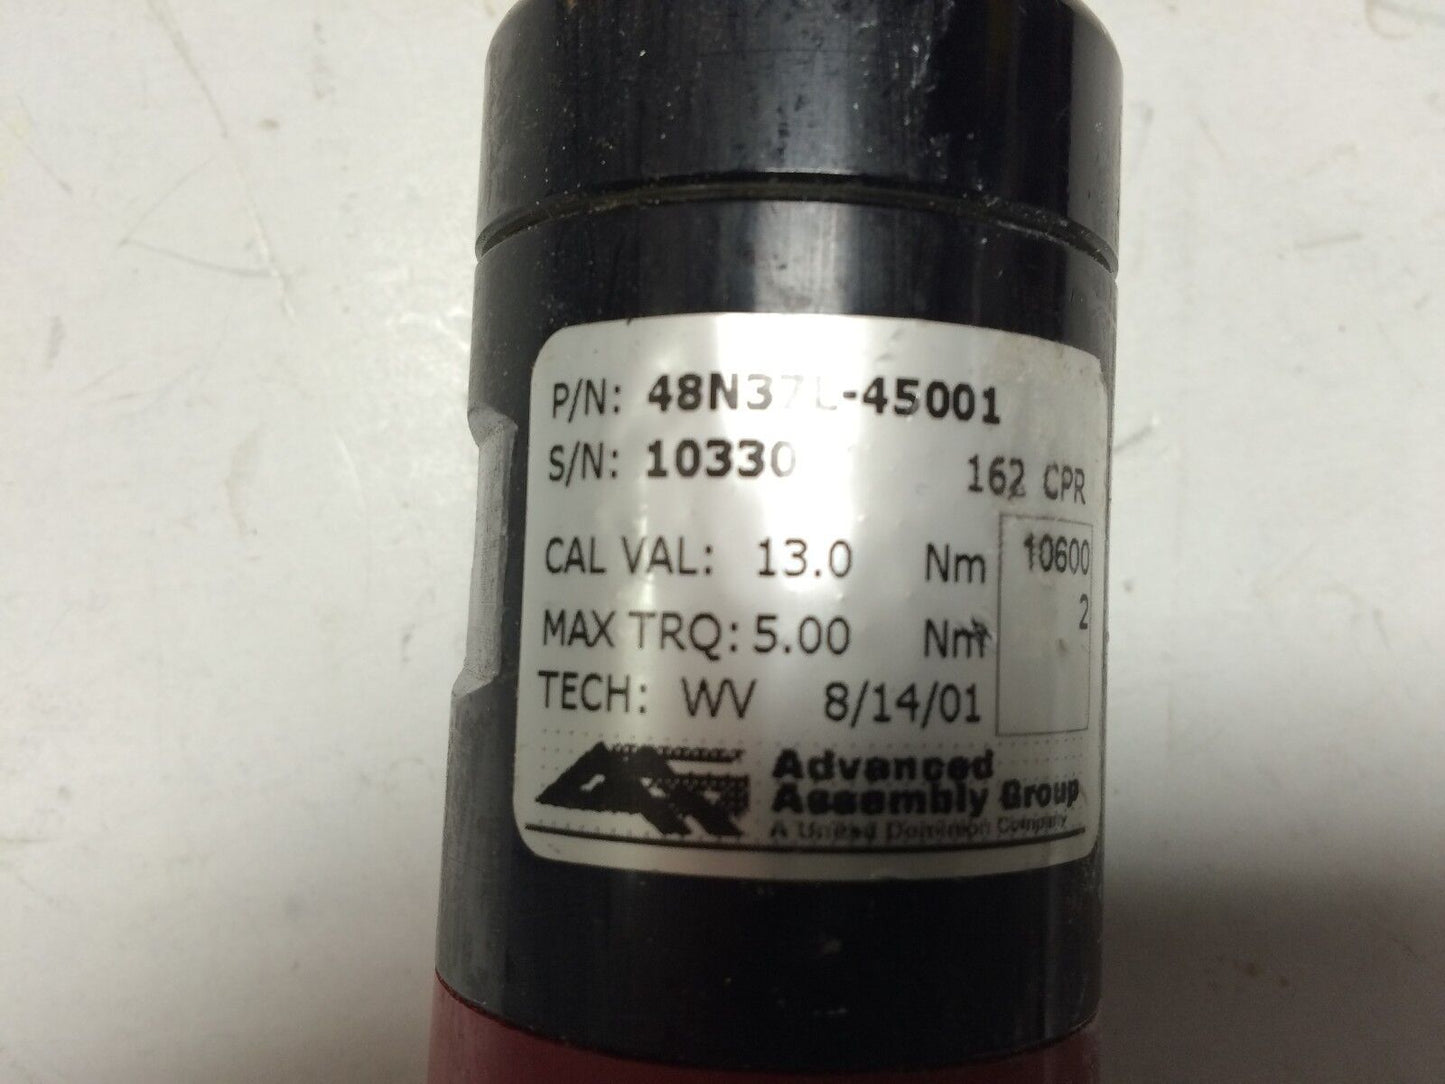 P/N: 48N37L-45001
S/N: 10330
162 CPR
CAL VAL: 13.0 Nm
10600
2
MAX TRQ: 5.00 Nm
TECH: WV 8/14/01
Advanced
Assembly Group
A United Dominion Company